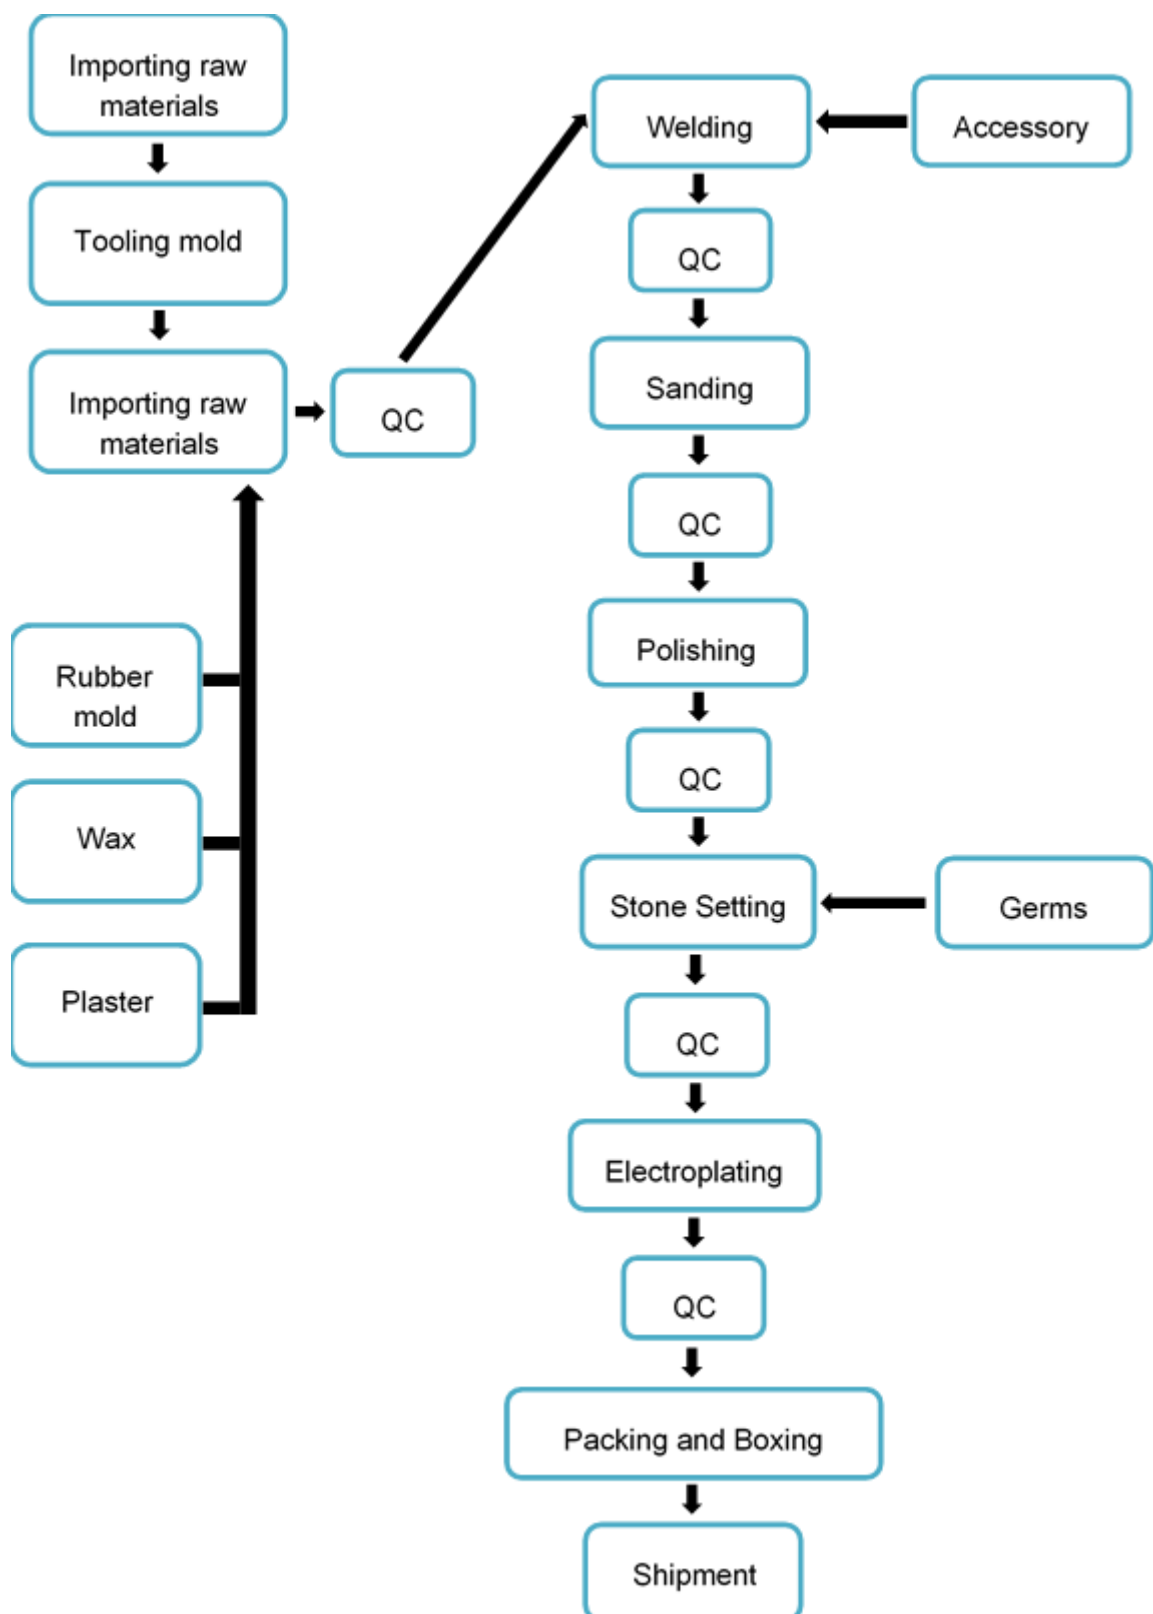 Importing raw
materials
Tooling mold
Importing raw
materials
QC
Rubber
mold
Wax
Plaster
Welding
Accessory
QC
Sanding
QC
Polishing
QC
Stone Setting
Germs
QC
Electroplating
QC
Packing and Boxing
Shipment